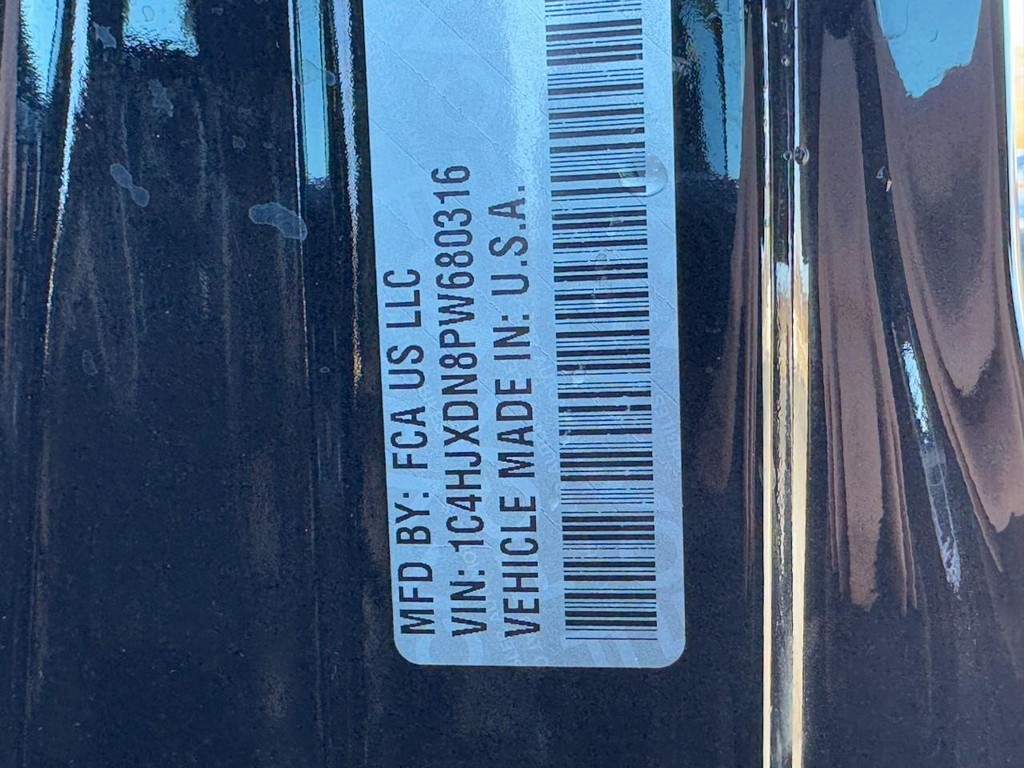 MFD BY: FCA US LLC
VIN: 1C4HJXDN8PW680316
VEHICLE MADE IN: U.S.A.